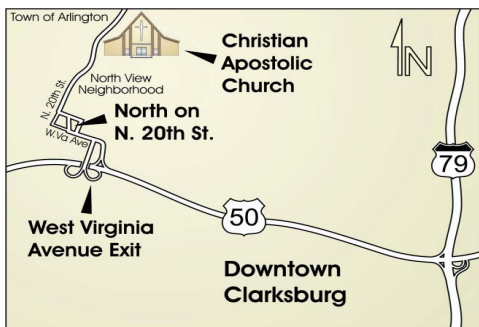 Town of Arlington
Christian
Apostolic
Church
N
North View
Neighborhood
N. 20th St.
North on
N. 20th St.
W.Va Ave
79
West Virginia
Avenue Exit
50
Downtown
Clarksburg